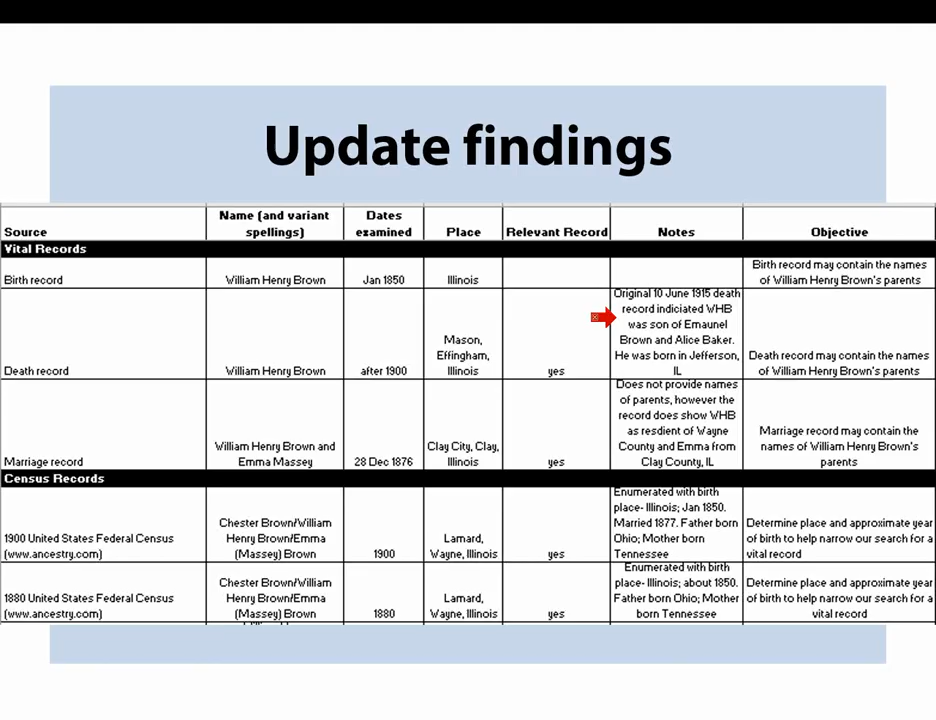 Update findings
Source
Name (and variant
spellings)
Dates
examined
Place
Relevant Record
Notes
Objective
Vital Records
Birth record
William Henry Brown
Jan 1850
Illinois
Birth record may contain the names
of William Henry Brown's parents
Death record
William Henry Brown
after 1900
Mason,
Effingham,
Illinois
yes
Original 10 June 1915 death
record indiciated WHB
was son of Emaunel
Brown and Alice Baker.
He was born in Jefferson,
IL
Death record may contain the names
of William Henry Brown's parents
Marriage record
William Henry Brown and
Emma Massey
28 Dec 1876
Clay City, Clay,
Illinois
yes
Does not provide names
of parents, however the
record does show WHB
as resdient of Wayne
County and Emma from
Clay County, IL
Marriage record may contain the
names of William Henry Brown's
parents
Census Records
1900 United States Federal Census
(www.ancestry.com)
Chester Brown/William
Henry Brown/Emma
(Massey) Brown
1900
Lamard,
Wayne, Illinois
yes
Enumerated with birth
place- Illinois; Jan 1850.
Married 1877. Father born
Ohio; Mother born
Tennessee
Determine place and approximate year
of birth to help narrow our search for a
vital record
1880 United States Federal Census
(www.ancestry.com)
Chester Brown/William
Henry Brown/Emma
(Massey) Brown
1880
Lamard,
Wayne, Illinois
yes
Enumerated with birth
place- Illinois; about 1850.
Father born Ohio; Mother
born Tennessee
Determine place and approximate year
of birth to help narrow our search for a
vital record